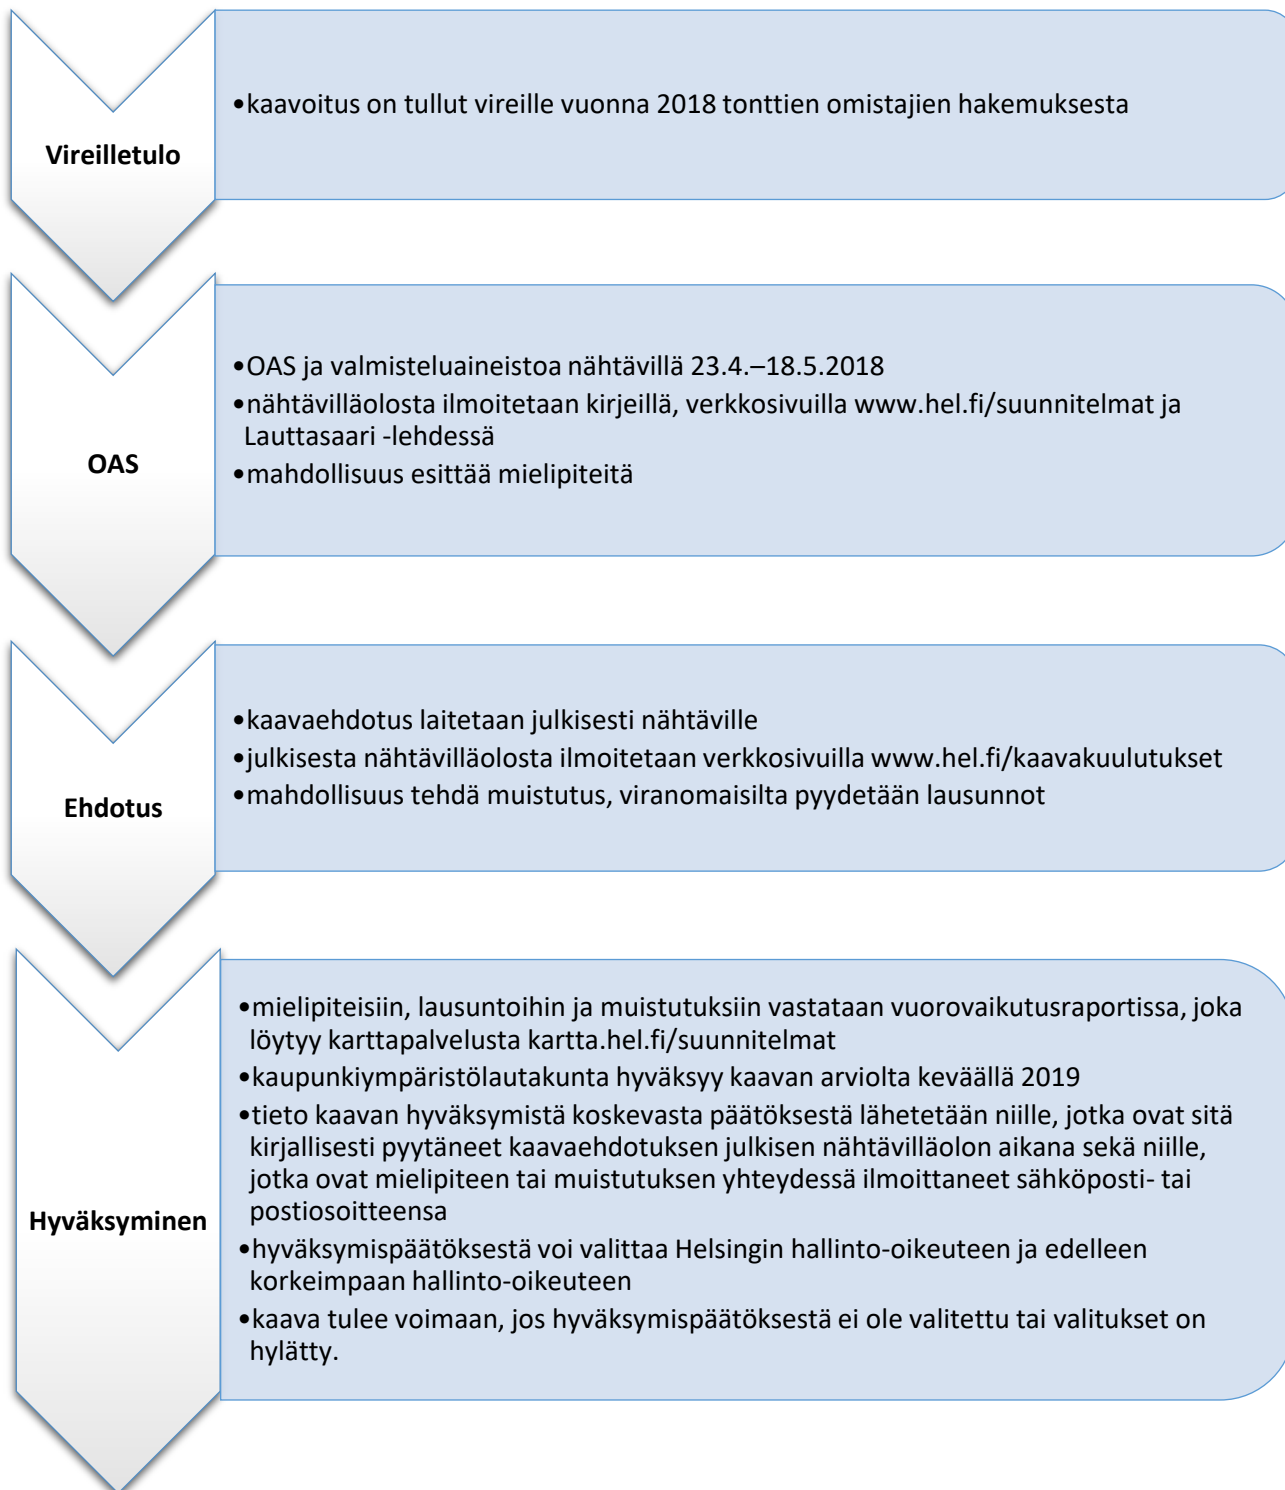 Vireilletulo
•kaavoitus on tullut vireille vuonna 2018 tonttien omistajien hakemuksesta
OAS
•OAS ja valmisteluaineistoa nähtävillä 23.4.–18.5.2018
•nähtävilläolosta ilmoitetaan kirjeillä, verkkosivuilla www.hel.fi/suunnitelmat ja
Lauttasaari -lehdessä
•mahdollisuus esittää mielipiteitä
Ehdotus
•kaavaehdotus laitetaan julkisesti nähtäville
•julkisesta nähtävilläolosta ilmoitetaan verkkosivuilla www.hel.fi/kaavakuulutukset
•mahdollisuus tehdä muistutus, viranomaisilta pyydetään lausunnot
Hyväksyminen
•mielipiteisiin, lausuntoihin ja muistutuksiin vastataan vuorovaikutusraportissa, joka
löytyy karttapalvelusta kartta.hel.fi/suunnitelmat
•kaupunkiympäristölautakunta hyväksyy kaavan arviolta keväällä 2019
•tieto kaavan hyväksymistä koskevasta päätöksestä lähetetään niille, jotka ovat sitä
kirjallisesti pyytäneet kaavaehdotuksen julkisen nähtävilläolon aikana sekä niille,
jotka ovat mielipiteen tai muistutuksen yhteydessä ilmoittaneet sähköposti- tai
postiosoitteensa
•hyväksymispäätöksestä voi valittaa Helsingin hallinto-oikeuteen ja edelleen
korkeimpaan hallinto-oikeuteen
•kaava tulee voimaan, jos hyväksymispäätöksestä ei ole valitettu tai valitukset on
hylätty.